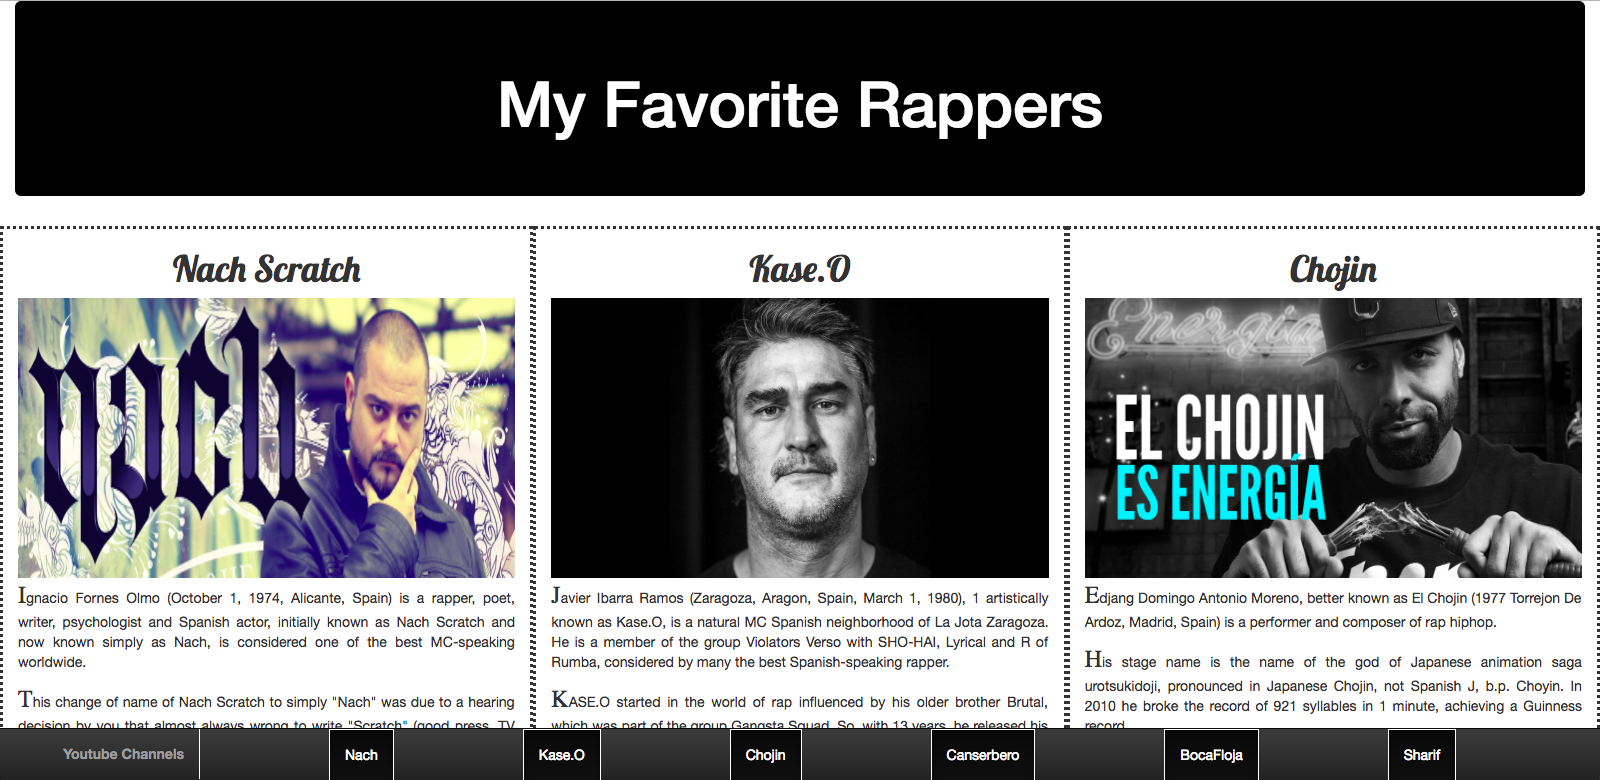 My Favorite Rappers
Nach Scratch
nach
Ignacio Fornes Olmo (October 1, 1974, Alicante, Spain) is a rapper, poet,
writer, psychologist and Spanish actor, initially known as Nach Scratch and
now known simply as Nach, is considered one of the best MC-speaking
worldwide.
This change of name of Nach Scratch to simply "Nach" was due to a hearing
decision by you that almost always wrong to write "Scratch" (good press, TV
Kase.O
Javier Ibarra Ramos (Zaragoza, Aragon, Spain, March 1, 1980), 1 artistically
known as Kase.O, is a natural MC Spanish neighborhood of La Jota Zaragoza.
He is a member of the group Violators Verso with SHO-HAI, Lyrical and R of
Rumba, considered by many the best Spanish-speaking rapper.
KASE.O started in the world of rap influenced by his older brother Brutal,
which was part of the group Gangsta Squad. So, with 13 years, he released his
Chojin
Energía
EL CHOJIN
ES ENERGÍA
Edjang Domingo Antonio Moreno, better known as El Chojin (1977 Torrejon De
Ardoz, Madrid, Spain) is a performer and composer of rap hiphop.
His stage name is the name of the god of Japanese animation saga
urotsukidoji, pronounced in Japanese Chojin, not Spanish J, b.p. Choyin. In
2010 he broke the record of 921 syllables in 1 minute, achieving a Guinness
record.
Youtube Channels
Nach
Kase.O
Chojin
Canserbero
BocaFloja
Sharif